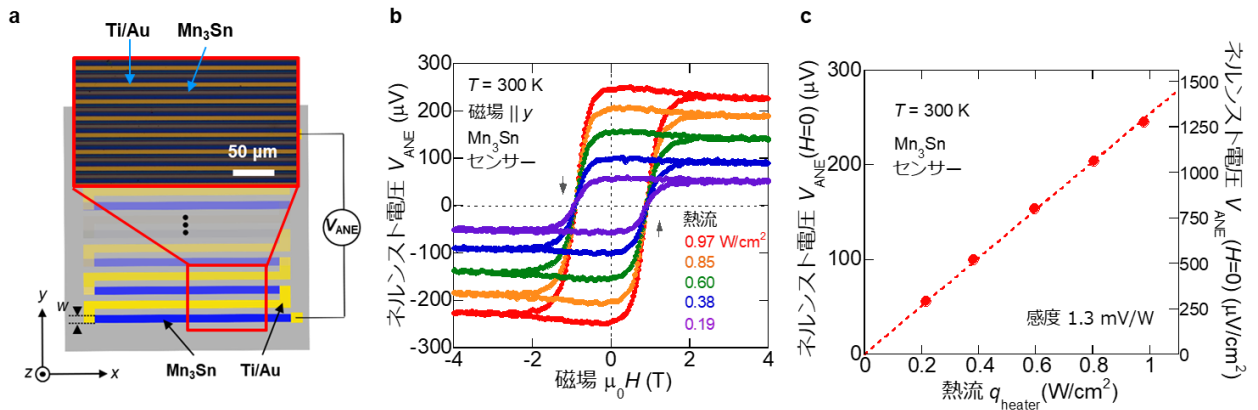 a
Ti/Au
Mn₃Sn
50 μm
V_ANE
y
w
z
x
Mn₃Sn
Ti/Au
b
ネルンスト電圧 V_ANE (μV)
300
200
100
0
-100
-200
-300
T = 300 K
磁場 || y
Mn₃Sn
センサー
熱流
0.97 W/cm²
0.85
0.60
0.38
0.19
-4
-2
0
2
4
磁場 μ₀H (T)
c
ネルンスト電圧 V_ANE(H=0) (μV)
300
200
100
0
T = 300 K
Mn₃Sn
センサー
感度 1.3 mV/W
0
0.2
0.4
0.6
0.8
1
熱流 q_heater(W/cm²)
1500
1250
1000
750
500
250
0
ネルンスト電圧 V_ANE(H=0) (μV/cm²)